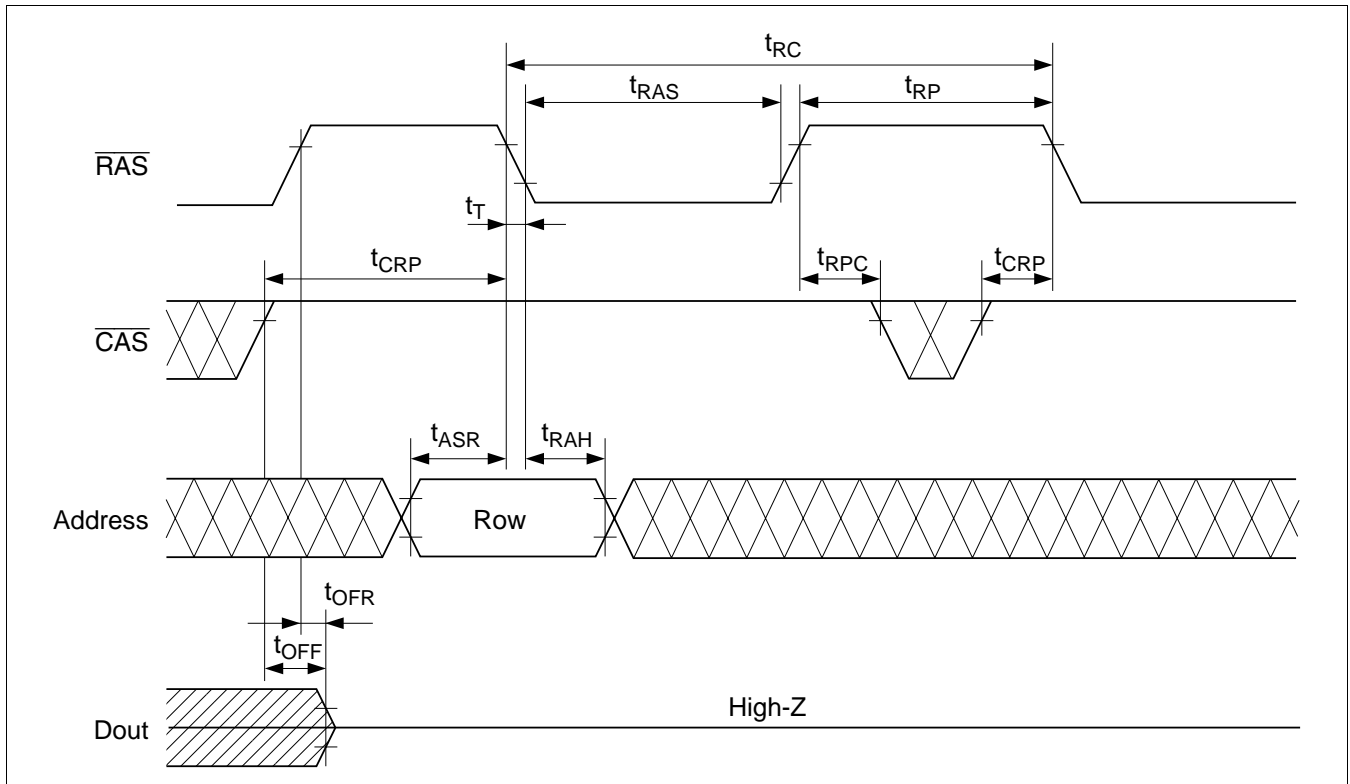 tRC
tRAS
tRP
RAS
tT
tCRP
tRPC
tCRP
CAS
tASR
tRAH
Address
Row
tOFR
tOFF
High-Z
Dout